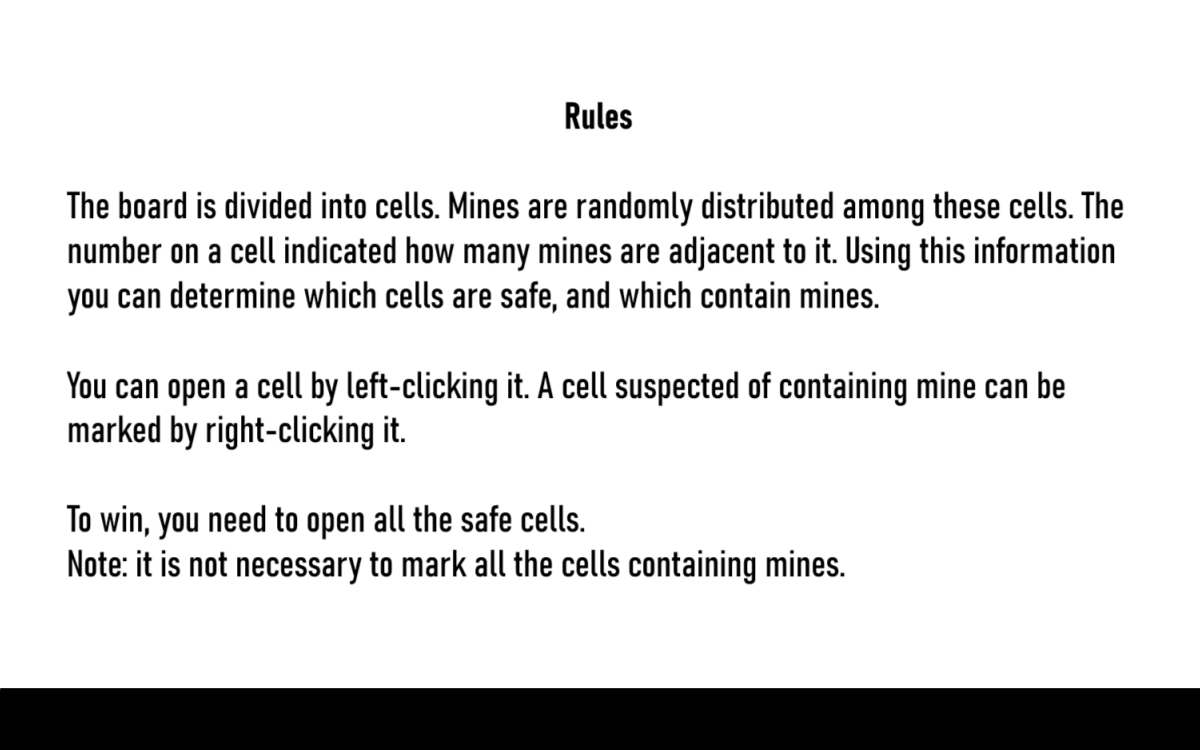 Rules
The board is divided into cells. Mines are randomly distributed among these cells. The
number on a cell indicated how many mines are adjacent to it. Using this information
you can determine which cells are safe, and which contain mines.
You can open a cell by left-clicking it. A cell suspected of containing mine can be
marked by right-clicking it.
To win, you need to open all the safe cells.
Note: it is not necessary to mark all the cells containing mines.